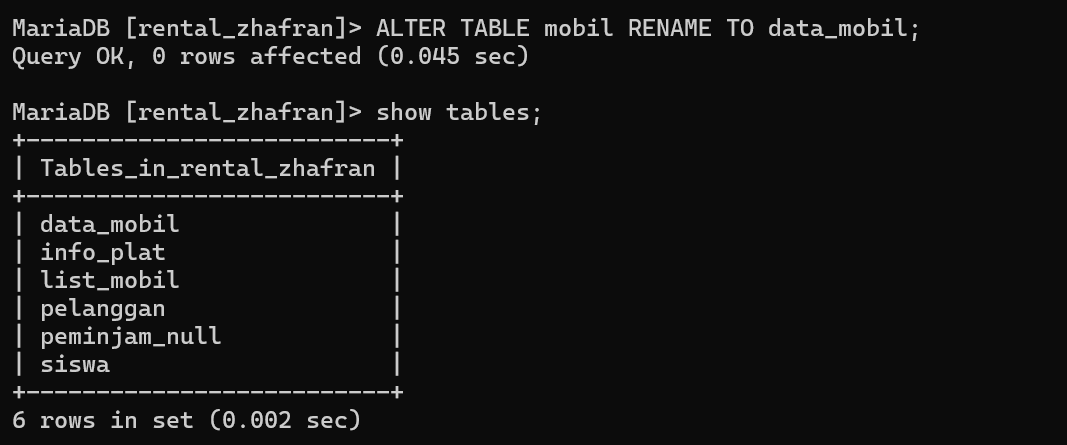 MariaDB [rental_zhafran]> ALTER TABLE mobil RENAME TO data_mobil;
Query OK, 0 rows affected (0.045 sec)

MariaDB [rental_zhafran]> show tables;
+--------------------------+
| Tables_in_rental_zhafran |
+--------------------------+
| data_mobil               |
| info_plat                |
| list_mobil               |
| pelanggan                |
| peminjam_null            |
| siswa                    |
+--------------------------+
6 rows in set (0.002 sec)